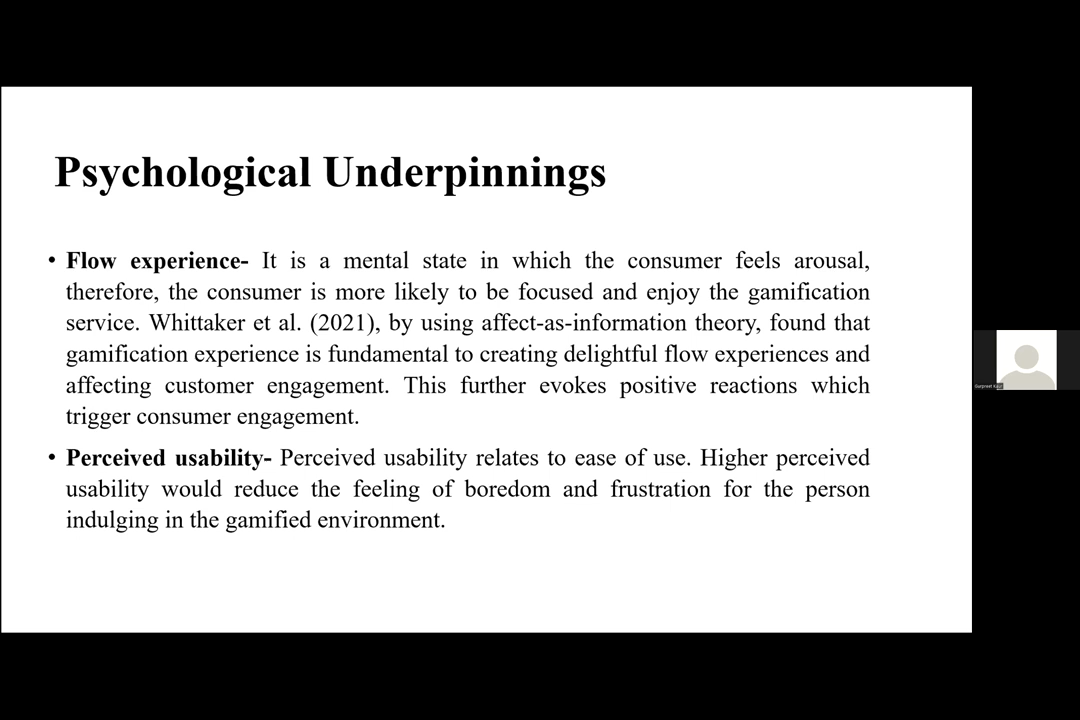 Psychological Underpinnings
• Flow experience- It is a mental state in which the consumer feels arousal,
therefore, the consumer is more likely to be focused and enjoy the gamification
service. Whittaker et al. (2021), by using affect-as-information theory, found that
gamification experience is fundamental to creating delightful flow experiences and
affecting customer engagement. This further evokes positive reactions which
trigger consumer engagement.
• Perceived usability- Perceived usability relates to ease of use. Higher perceived
usability would reduce the feeling of boredom and frustration for the person
indulging in the gamified environment.
Gurpreet